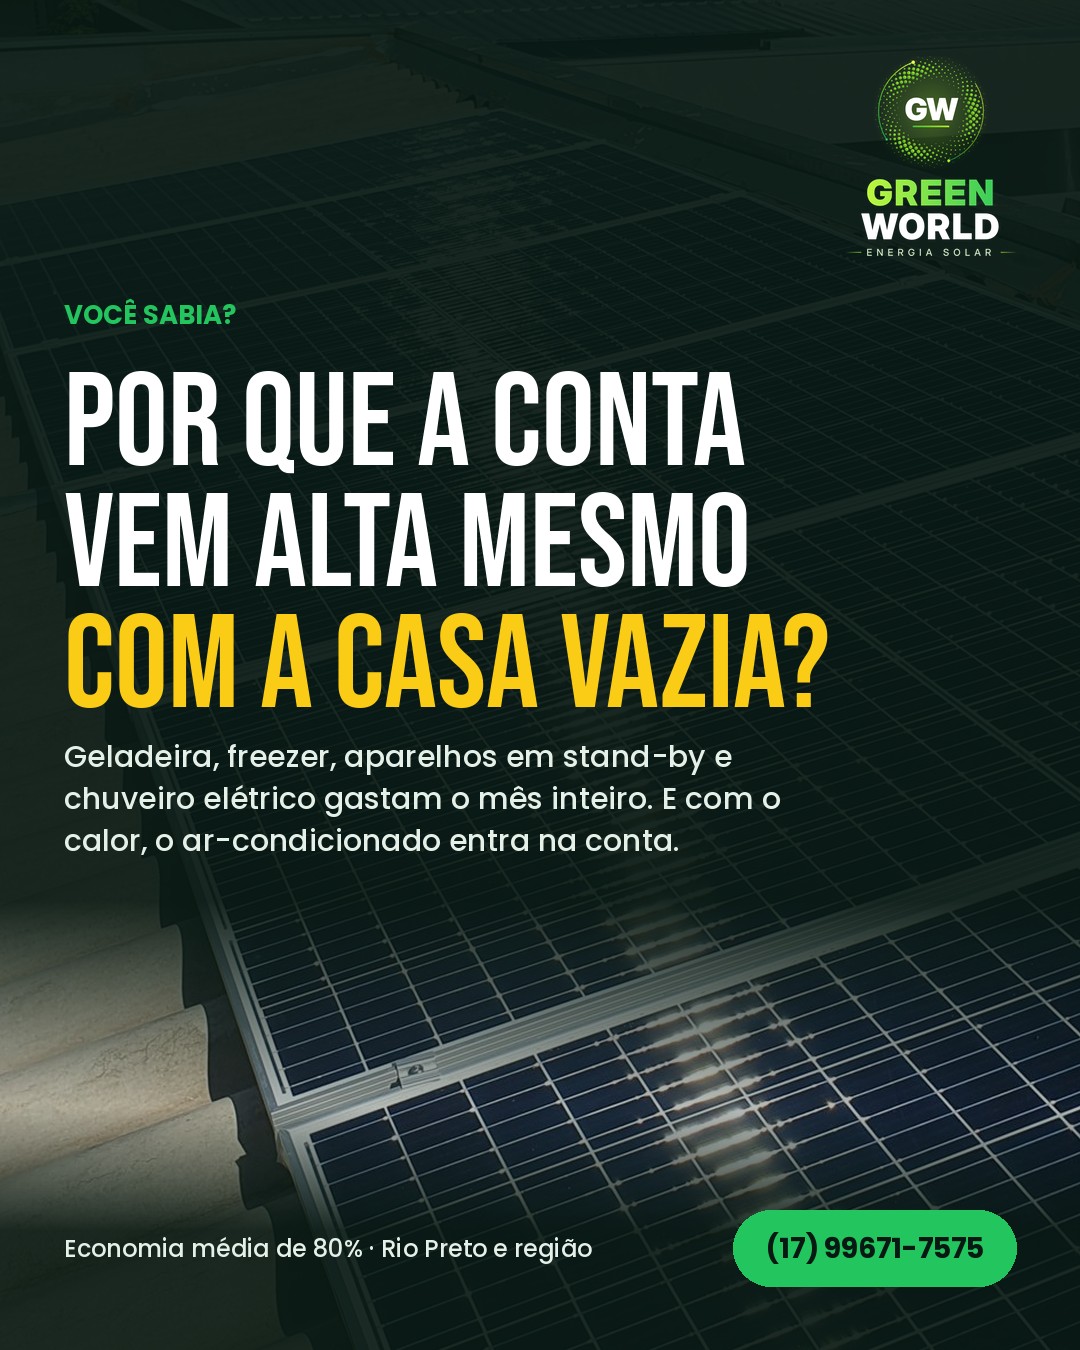 GW
GREEN
WORLD
ENERGIA SOLAR
VOCÊ SABIA?
POR QUE A CONTA
VEM ALTA MESMO
COM A CASA VAZIA?
Geladeira, freezer, aparelhos em stand-by e
chuveiro elétrico gastam o mês inteiro. E com o
calor, o ar-condicionado entra na conta.
Economia média de 80% · Rio Preto e região
(17) 99671-7575